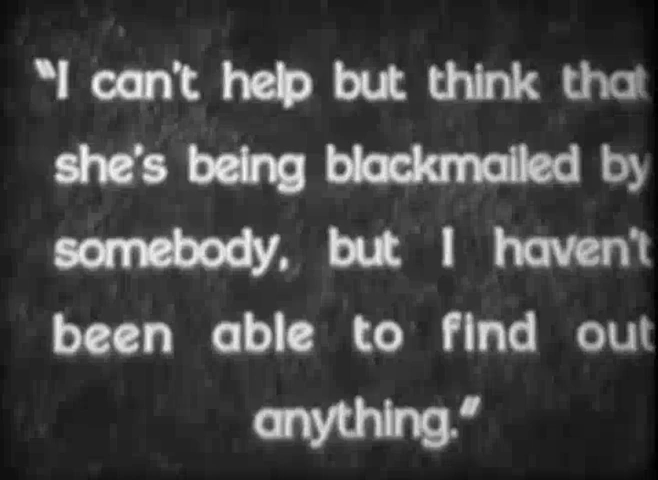 "I can't help but think that
she's being blackmailed by
somebody, but I haven't
been able to find out
anything."